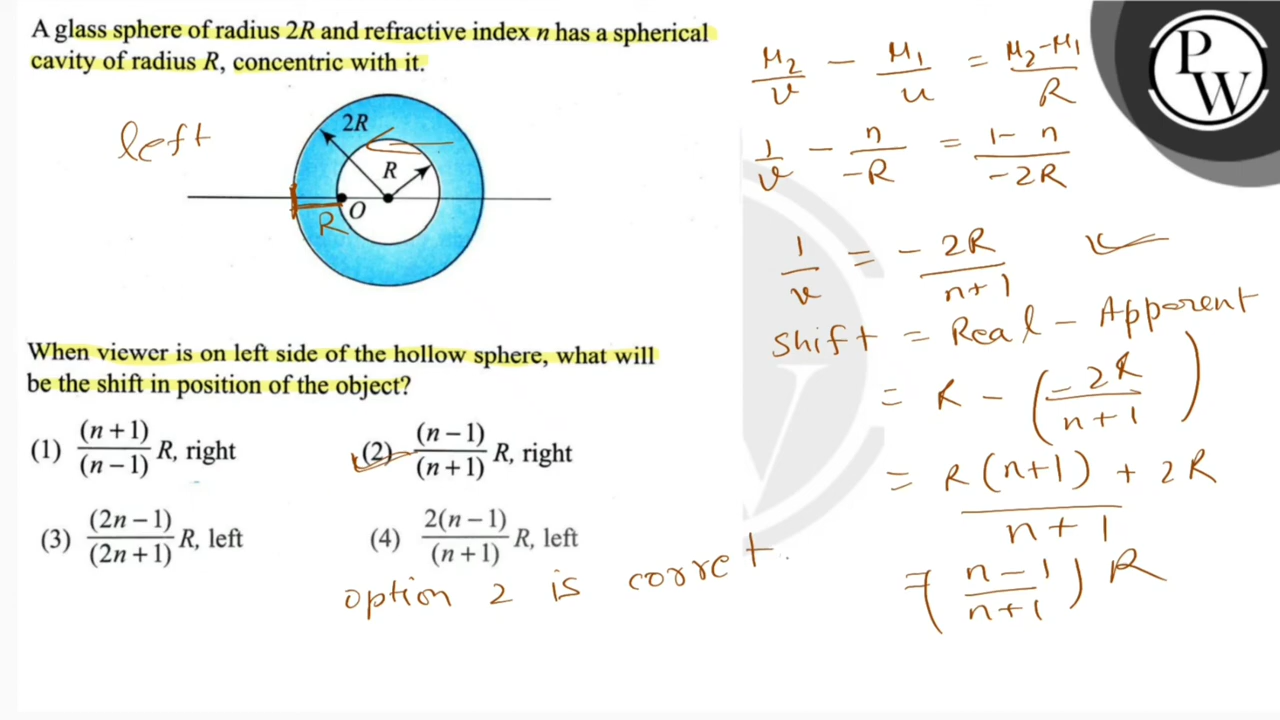 A glass sphere of radius 2R and refractive index n has a spherical
cavity of radius R, concentric with it.
left
2R
R
O
R
When viewer is on left side of the hollow sphere, what will
be the shift in position of the object?
(1) (n+1)/(n−1) R, right
(2) (n−1)/(n+1) R, right
(3) (2n−1)/(2n+1) R, left
(4) 2(n−1)/(n+1) R, left
option 2 is correct.
μ₂/v − μ₁/u = μ₂−μ₁/R
1/v − n/−R = 1−n/−2R
1/v = − 2R/n+1
Shift = Real − Apparent
= R − (−2R/n+1)
= R(n+1) + 2R/n+1
= (n−1/n+1) R
PW